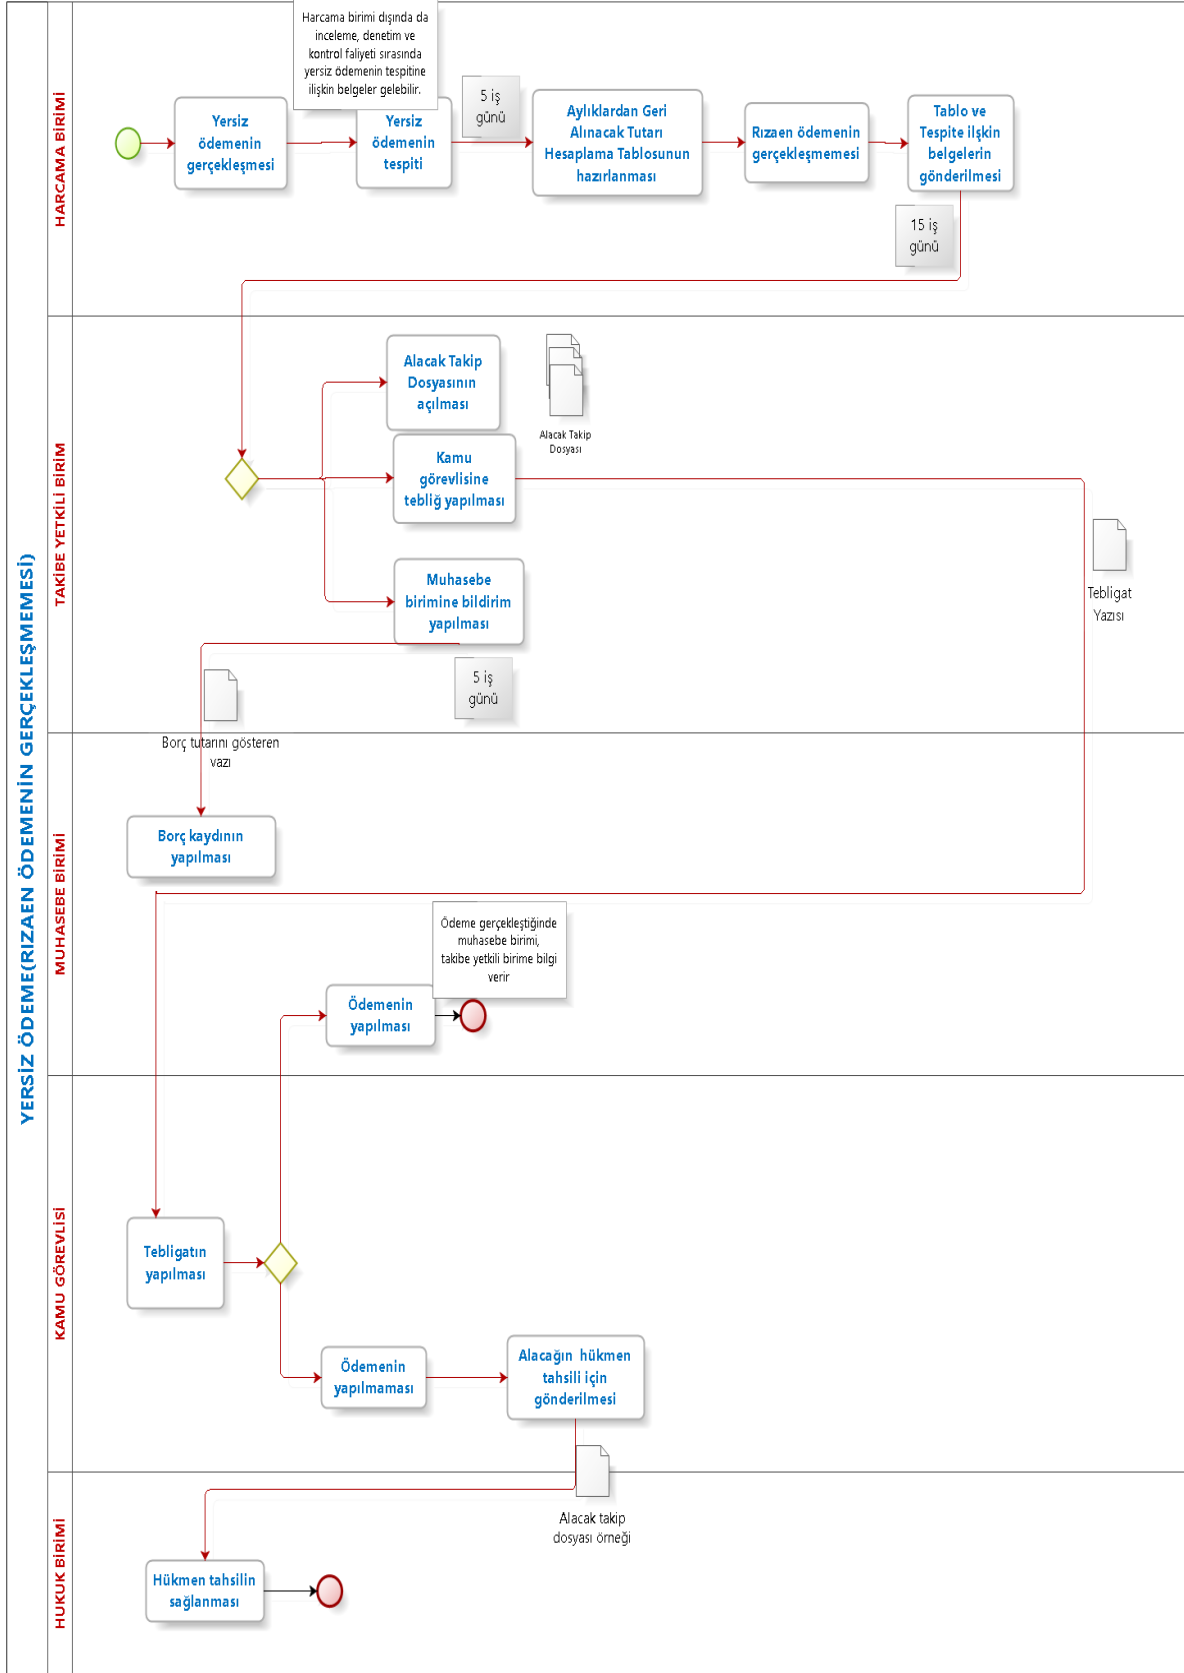 YERSİZ ÖDEME(RIZAEN ÖDEMENİN GERÇEKLEŞMEMESİ)
HARCAMA BİRİMİ
Harcama birimi dışında da
inceleme, denetim ve
kontrol faliyeti sırasında
yersiz ödemenin tespitine
ilişkin belgeler gelebilir.
Yersiz
ödemenin
gerçekleşmesi
Yersiz
ödemenin
tespiti
5 iş
günü
Aylıklardan Geri
Alınacak Tutarı
Hesaplama Tablosunun
hazırlanması
Rızaen ödemenin
gerçekleşmemesi
Tablo ve
Tespite ilşkin
belgelerin
gönderilmesi
15 iş
günü
TAKİBE YETKİLİ BİRİM
Alacak Takip
Dosyasının
açılması
Alacak Takip
Dosyası
Kamu
görevlisine
tebliğ yapılması
Tebligat
Yazısı
Muhasebe
birimine bildirim
yapılması
5 iş
günü
Borç tutarını gösteren
yazı
MUHASEBE BİRİMİ
Borç kaydının
yapılması
Ödeme gerçekleştiğinde
muhasebe birimi,
takibe yetkili birime bilgi
verir
Ödemenin
yapılması
KAMU GÖREVLİSİ
Tebligatın
yapılması
Ödemenin
yapılmaması
Alacağın hükmen
tahsili için
gönderilmesi
HUKUK BİRİMİ
Alacak takip
dosyası örneği
Hükmen tahsilin
sağlanması